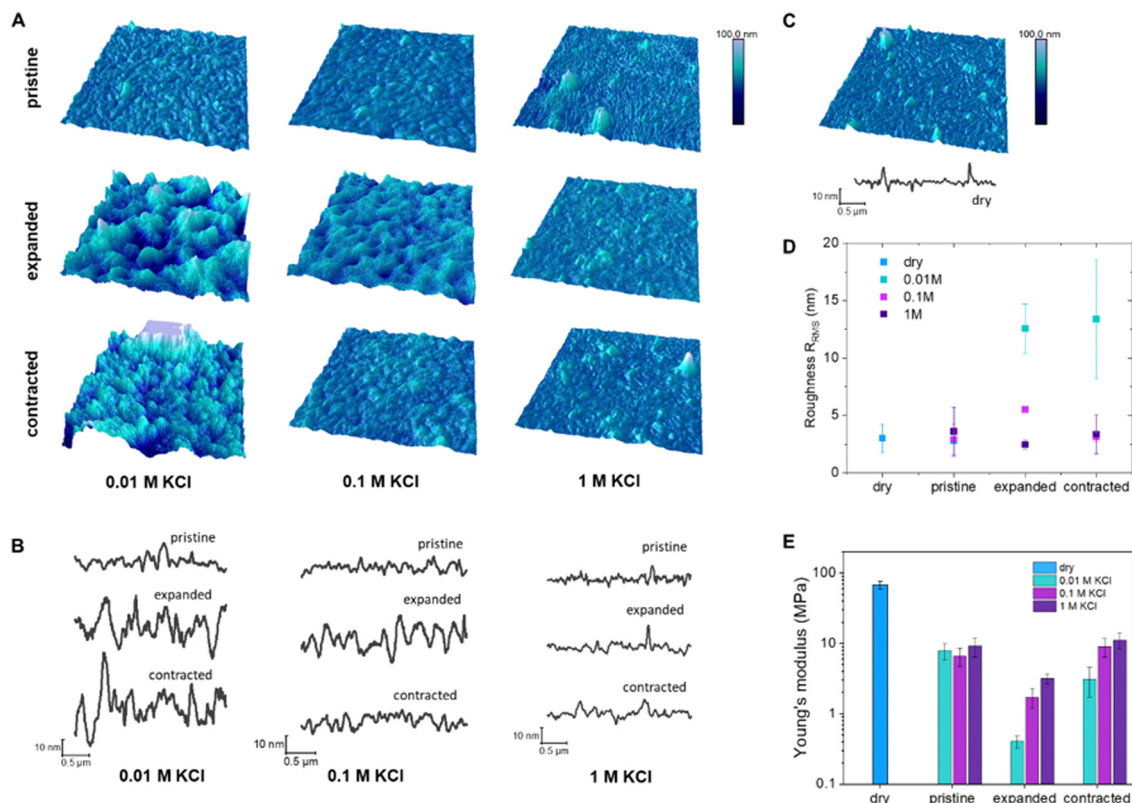 A
pristine
100.0 nm
expanded
contracted
0.01 M KCl
0.1 M KCl
1 M KCl
B
pristine
expanded
contracted
10 nm
0.5 µm
0.01 M KCl
pristine
expanded
contracted
10 nm
0.5 µm
0.1 M KCl
pristine
expanded
contracted
10 nm
0.5 µm
1 M KCl
C
100.0 nm
10 nm
0.5 µm
dry
D
Roughness R_RMS (nm)
20
15
10
5
0
dry
0.01M
0.1M
1M
dry
pristine
expanded
contracted
E
Young's modulus (MPa)
100
10
1
0.1
dry
0.01 M KCl
0.1 M KCl
1 M KCl
dry
pristine
expanded
contracted